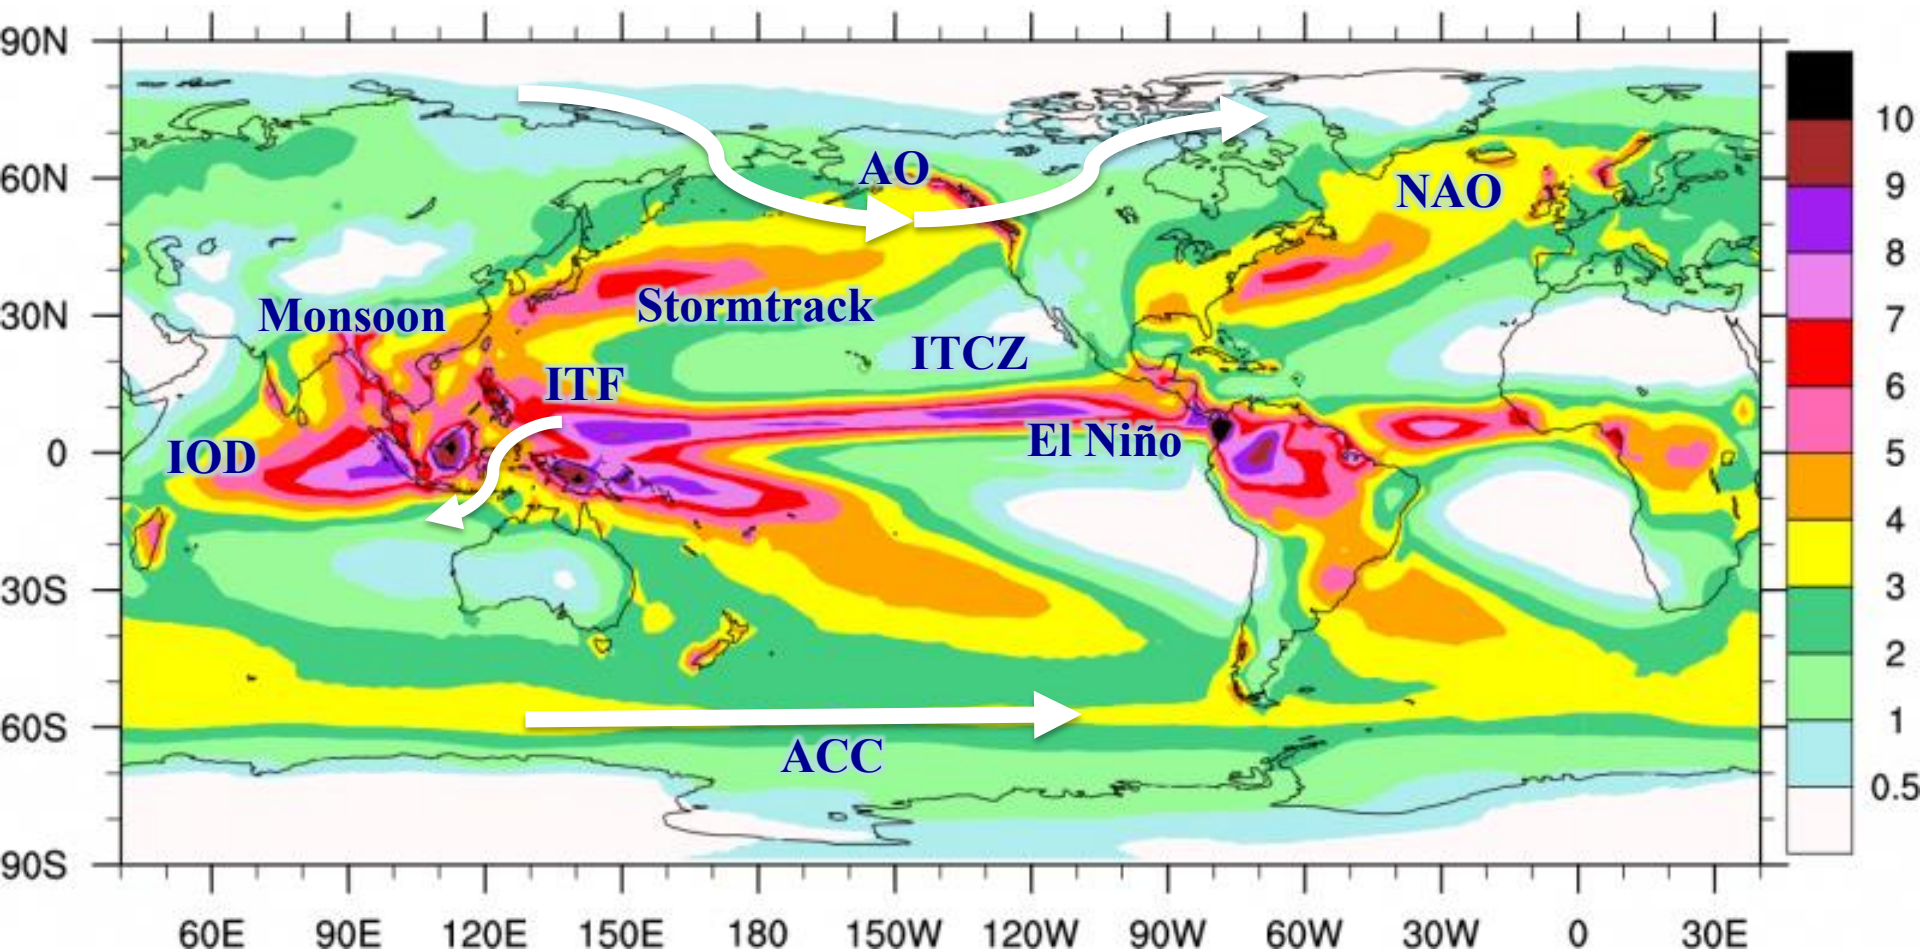 90N
60N
30N
0
30S
60S
90S
AO
NAO
Monsoon
Stormtrack
ITCZ
ITF
El Niño
IOD
ACC
60E 90E 120E 150E 180 150W 120W 90W 60W 30W 0 30E
10
9
8
7
6
5
4
3
2
1
0.5